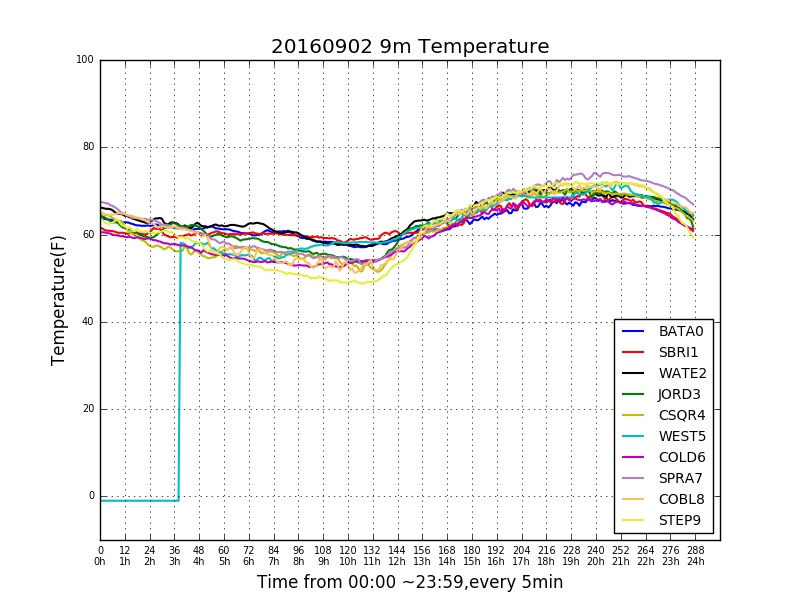 20160902 9m Temperature
Temperature(F)
100
80
60
40
20
0
BATA0
SBRI1
WATE2
JORD3
CSQR4
WEST5
COLD6
SPRA7
COBL8
STEP9
0 12 24 36 48 60 72 84 96 108 120 132 144 156 168 180 192 204 216 228 240 252 264 276 288
0h 1h 2h 3h 4h 5h 6h 7h 8h 9h 10h 11h 12h 13h 14h 15h 16h 17h 18h 19h 20h 21h 22h 23h 24h
Time from 00:00 ~23:59,every 5min